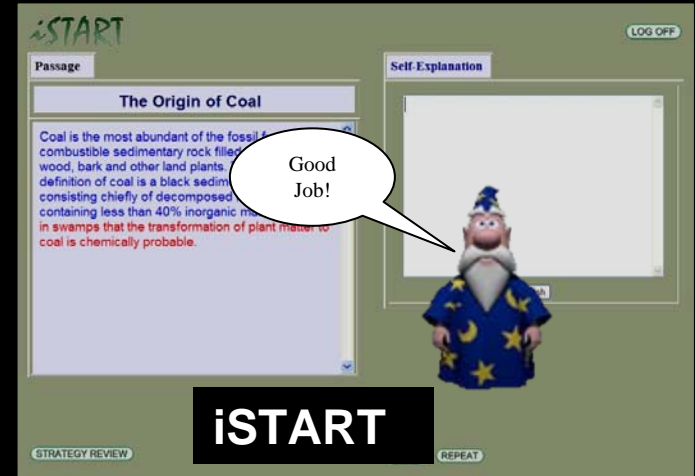 iSTART
LOG OFF
Passage
The Origin of Coal
Coal is the most abundant of the fossil
combustible sedimentary rock filled
wood, bark and other land plants.
definition of coal is a black
consisting chiefly of decomposed
containing less than 40% inorganic
in swamps that the transformation of plant matter to
coal is chemically probable.
Self-Explanation
Good
Job!
iSTART
STRATEGY REVIEW
REPEAT